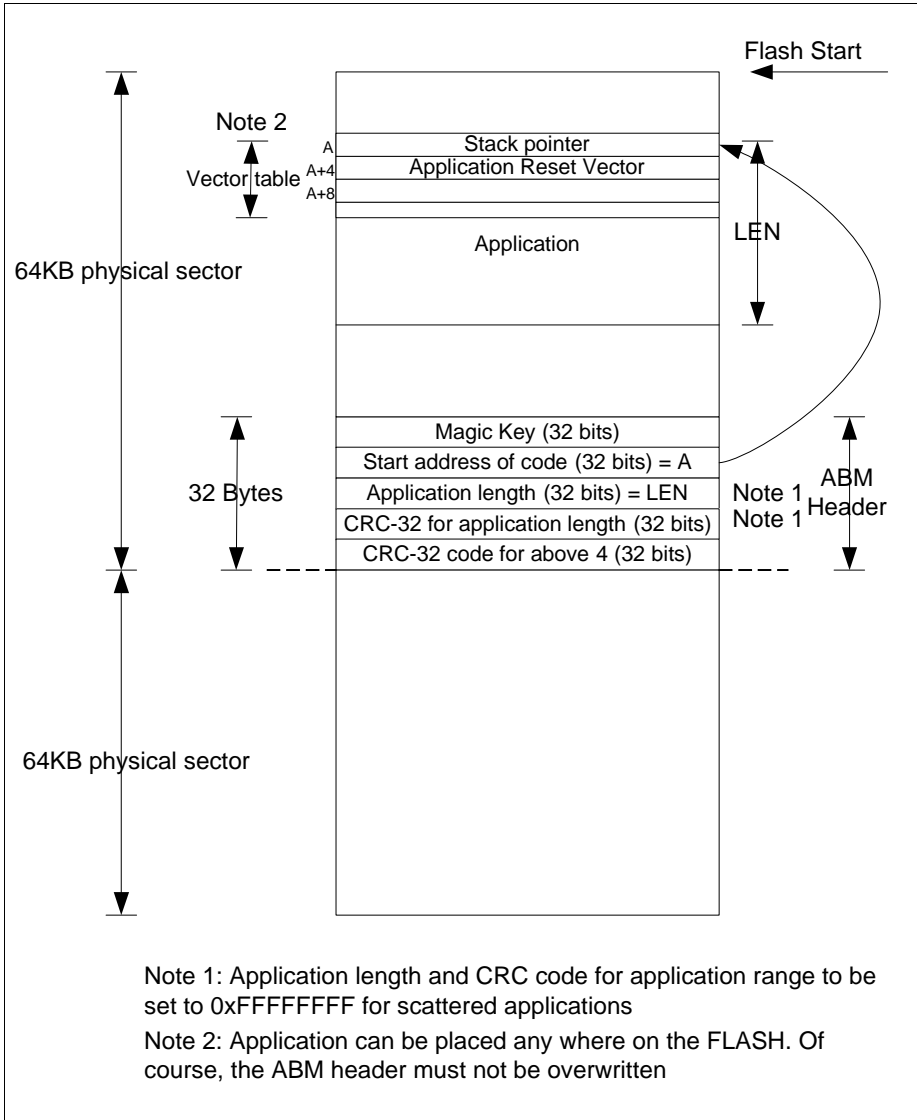 Flash Start
Note 2
A
Stack pointer
Vector table
A+4
Application Reset Vector
A+8
LEN
Application
64KB physical sector
Magic Key (32 bits)
Start address of code (32 bits) = A
32 Bytes
Application length (32 bits) = LEN
Note 1
ABM
Header
CRC-32 for application length (32 bits)
Note 1
CRC-32 code for above 4 (32 bits)
64KB physical sector
Note 1: Application length and CRC code for application range to be
set to 0xFFFFFFFF for scattered applications
Note 2: Application can be placed any where on the FLASH. Of
course, the ABM header must not be overwritten